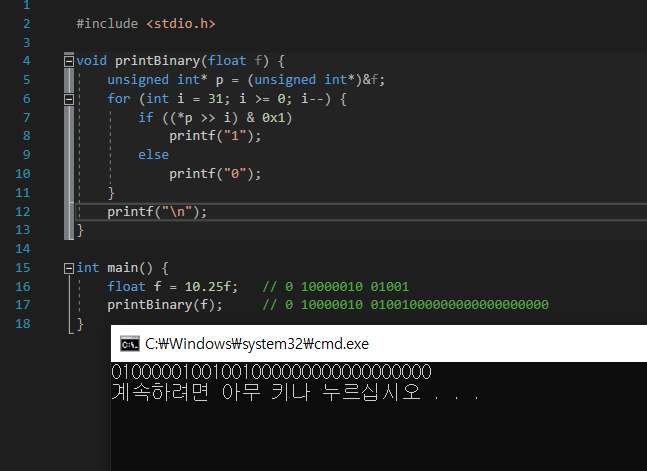 1
2 #include <stdio.h>
3
4 void printBinary(float f) {
5 unsigned int* p = (unsigned int*)&f;
6 for (int i = 31; i >= 0; i--) {
7 if ((*p >> i) & 0x1)
8 printf("1");
9 else
10 printf("0");
11 }
12 printf("\n");
13 }
14
15 int main() {
16 float f = 10.25f; // 0 10000010 01001
17 printBinary(f); // 0 10000010 01001000000000000000000
18 }
C:₩Windows₩system32₩cmd.exe
01000001001001000000000000000000
계속하려면 아무 키나 누르십시오 . . .